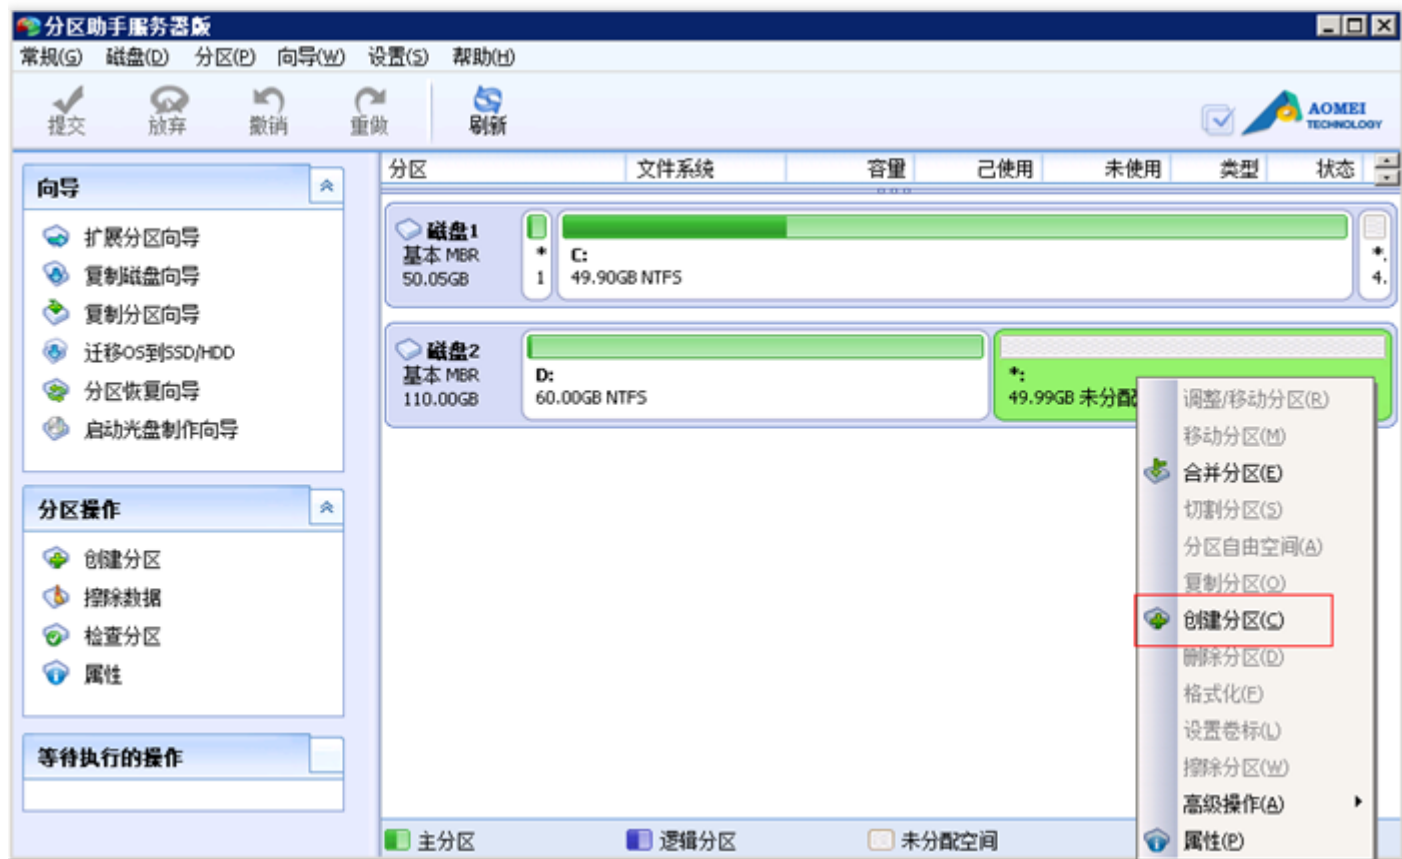 分区助手服务器版
常规(G) 磁盘(D) 分区(P) 向导(W) 设置(S) 帮助(H)
提交 放弃 撤销 重做 刷新
AOMEI
TECHNOLOGY
向导
扩展分区向导
复制磁盘向导
复制分区向导
迁移OS到SSD/HDD
分区恢复向导
启动光盘制作向导
分区操作
创建分区
擦除数据
检查分区
属性
等待执行的操作
分区 文件系统 容量 已使用 未使用 类型 状态
磁盘1
基本 MBR
50.05GB
*
1
C:
49.90GB NTFS
*.
4.
磁盘2
基本 MBR
110.00GB
D:
60.00GB NTFS
*:
49.99GB 未分配
调整/移动分区(R)
移动分区(M)
合并分区(E)
切割分区(S)
分区自由空间(A)
复制分区(O)
创建分区(C)
删除分区(D)
格式化(F)
设置卷标(L)
擦除分区(W)
高级操作(A)
属性(P)
主分区 逻辑分区 未分配空间